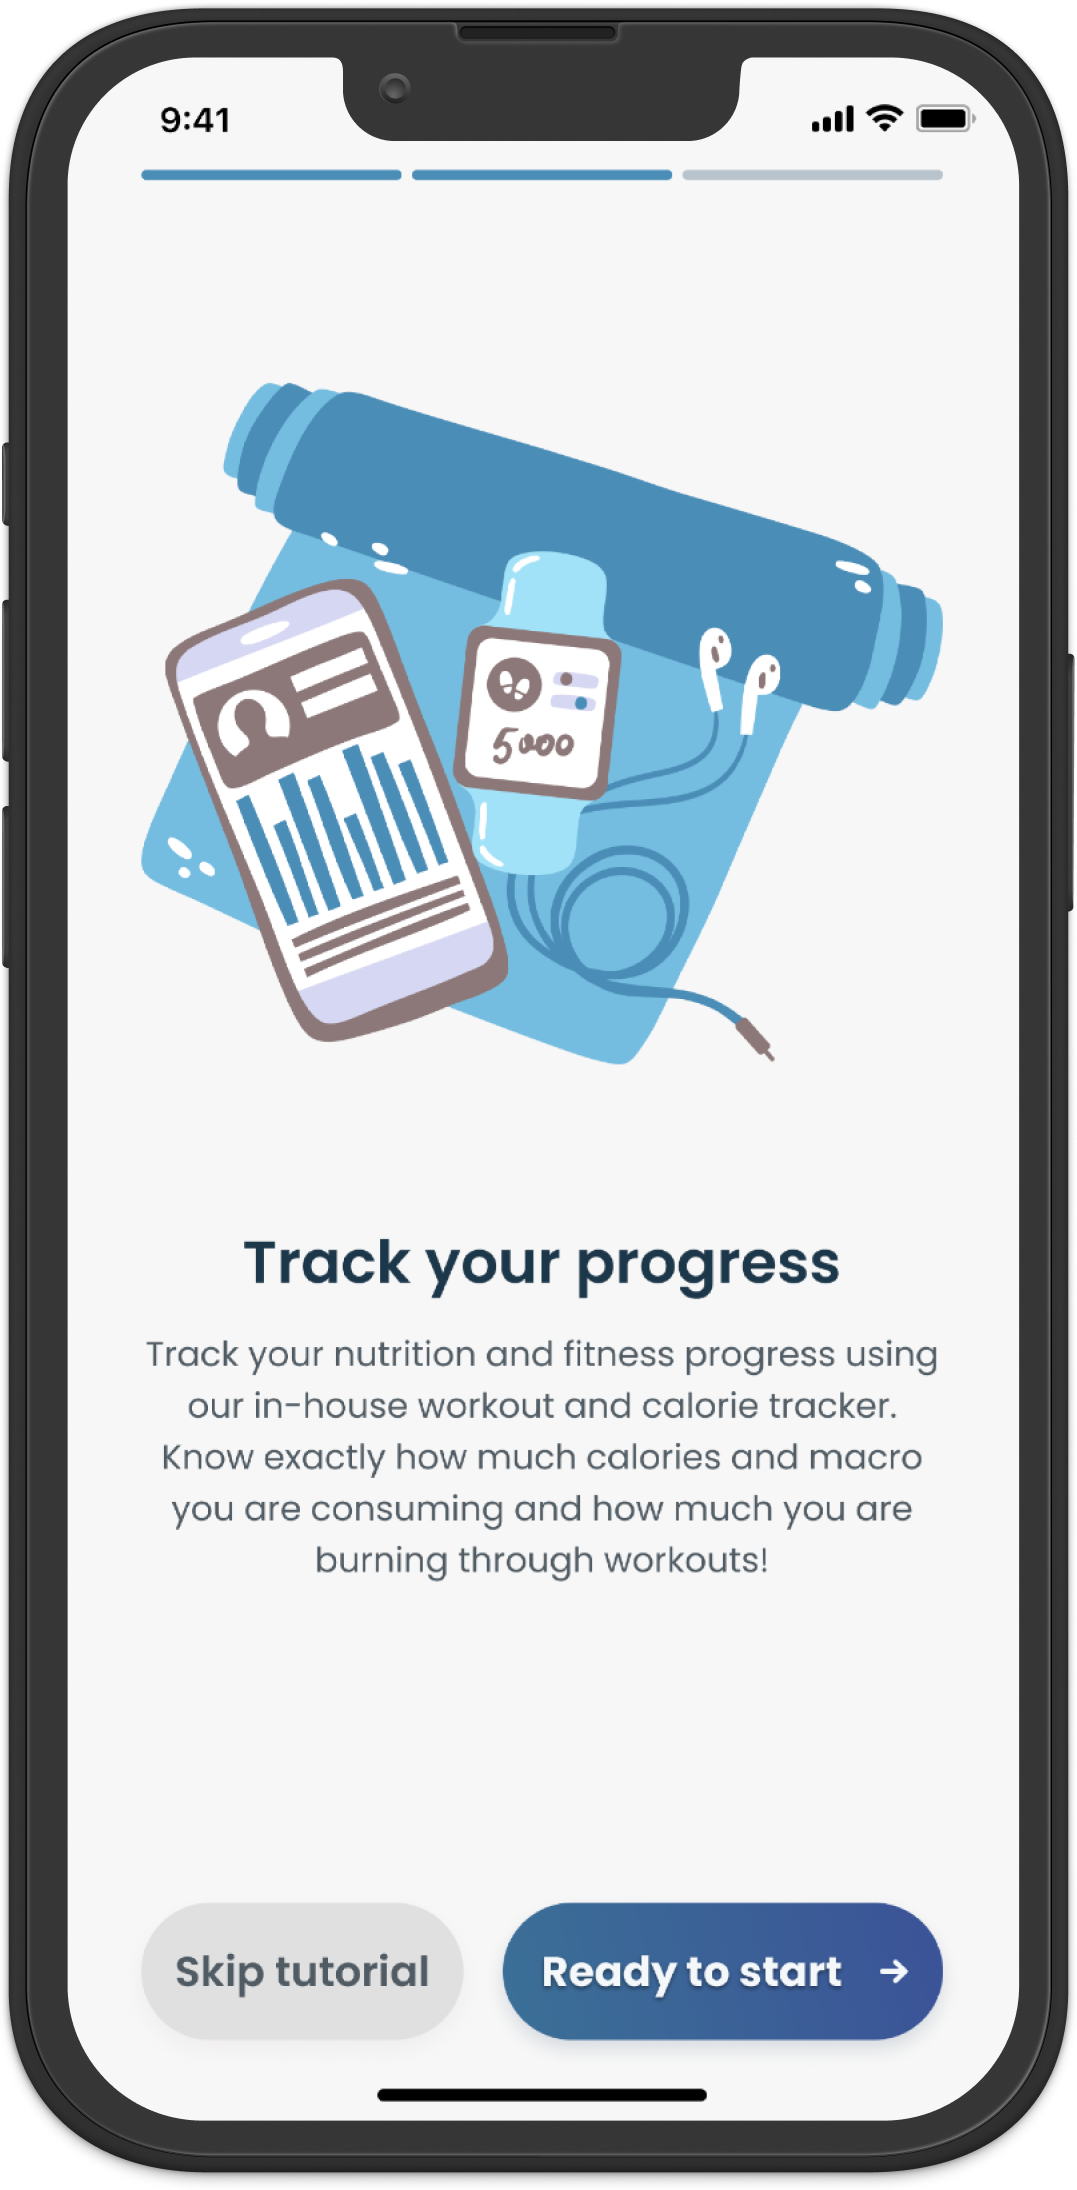 9:41
5000
Track your progress
Track your nutrition and fitness progress using
our in-house workout and calorie tracker.
Know exactly how much calories and macro
you are consuming and how much you are
burning through workouts!
Skip tutorial
Ready to start →